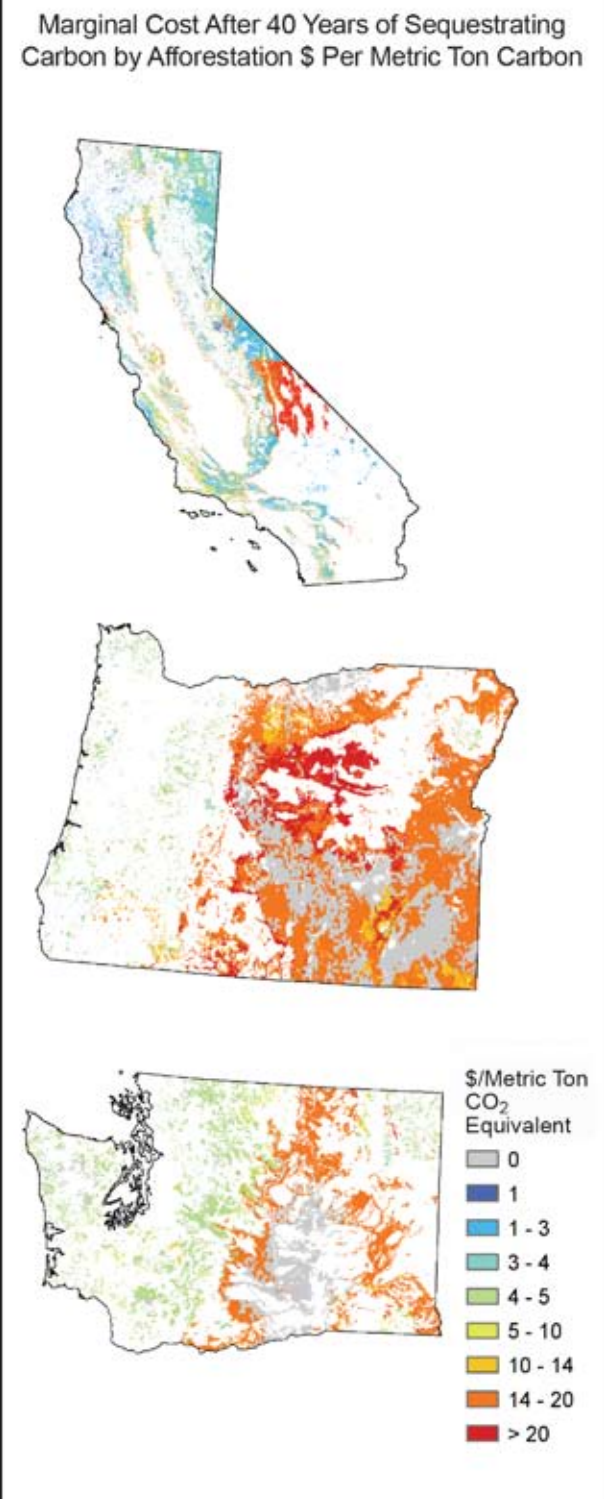 Marginal Cost After 40 Years of Sequestrating
Carbon by Afforestation $ Per Metric Ton Carbon
$/Metric Ton
CO₂
Equivalent
0
1
1 - 3
3 - 4
4 - 5
5 - 10
10 - 14
14 - 20
> 20